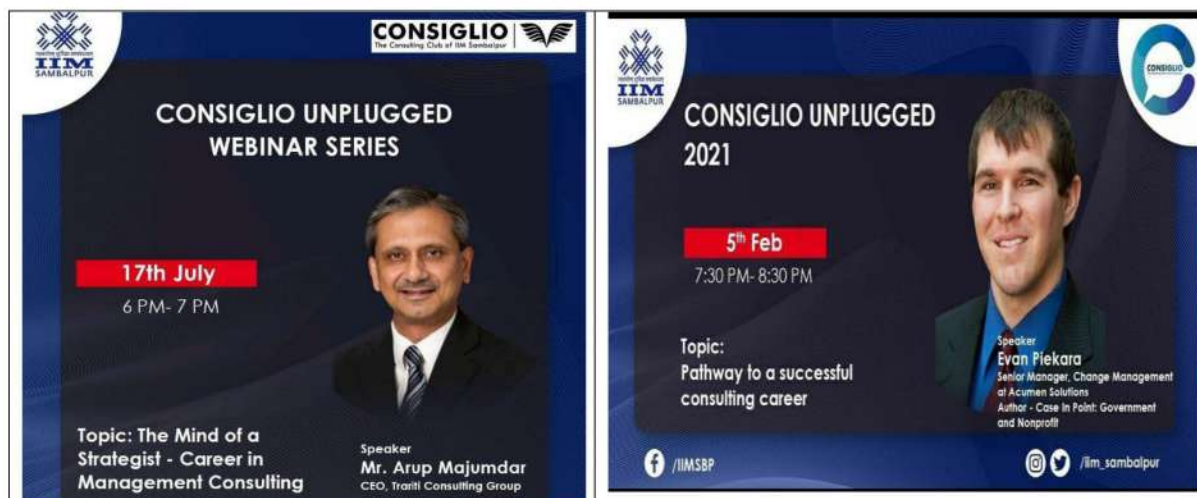 IIM
SAMBALPUR
CONSIGLIO
The Consulting Club of IIM Sambalpur
CONSIGLIO UNPLUGGED
WEBINAR SERIES
17th July
6 PM- 7 PM
Topic: The Mind of a
Strategist - Career in
Management Consulting
Speaker
Mr. Arup Majumdar
CEO, Trariti Consulting Group
IIM
SAMBALPUR
CONSIGLIO
CONSIGLIO UNPLUGGED
2021
5th Feb
7:30 PM- 8:30 PM
Topic:
Pathway to a successful
consulting career
Speaker
Evan Piekara
Senior Manager, Change Management
at Acumen Solutions
Author - Case In Point: Government
and Nonprofit
/IIMSBP
/iim_sambalpur